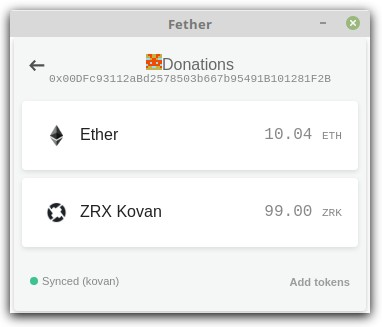 Fether
Donations
0x00DFc93112aBd2578503b667b95491B101281F2B
Ether 10.04 ETH
ZRX Kovan 99.00 ZRK
Synced (kovan) Add tokens